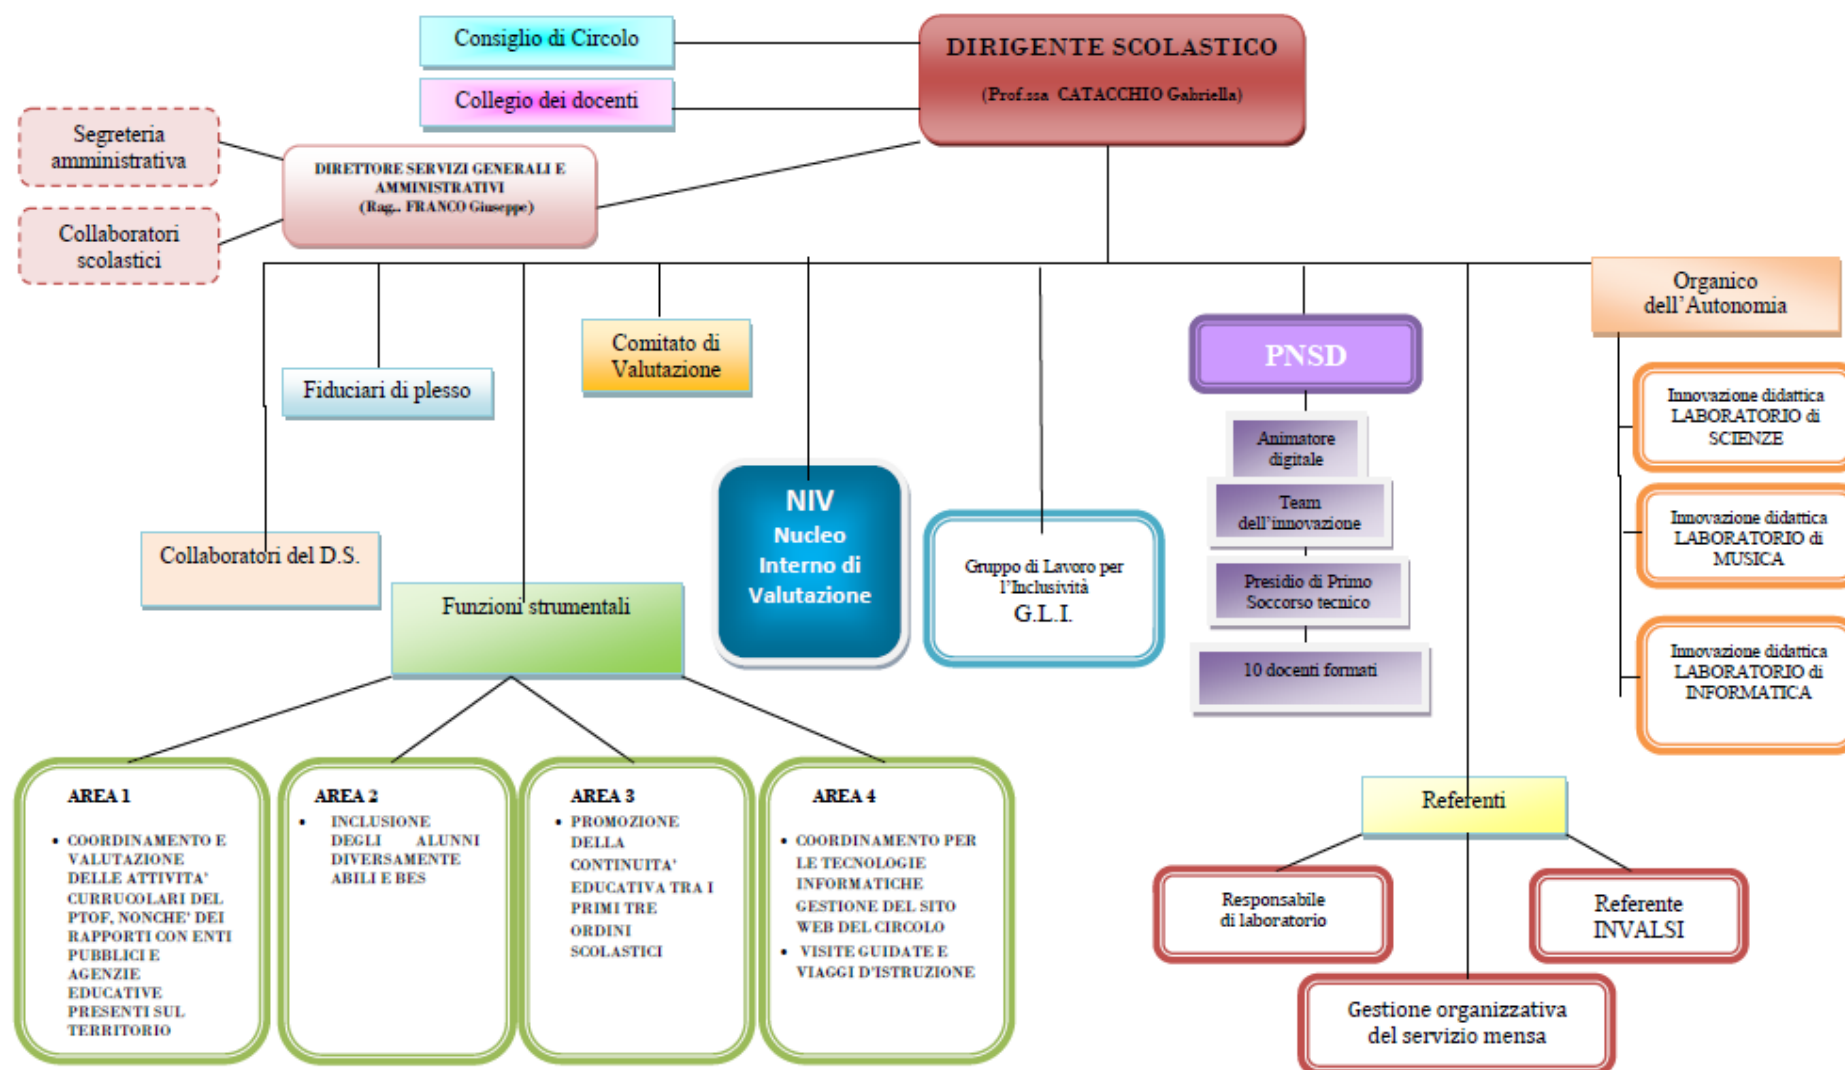 Consiglio di Circolo
DIRIGENTE SCOLASTICO
(Prof.ssa CATACCHIO Gabriella)
Collegio dei docenti
Segreteria
amministrativa
DIRETTORE SERVIZI GENERALI E
AMMINISTRATIVI
(Rag.. FRANCO Giuseppe)
Collaboratori
scolastici
Organico
dell'Autonomia
Comitato di
Valutazione
PNSD
Fiduciari di plesso
Innovazione didattica
LABORATORIO di
SCIENZE
Animatore
digitale
Team
dell'innovazione
NIV
Nucleo
Interno di
Valutazione
Innovazione didattica
LABORATORIO di
MUSICA
Collaboratori del D.S.
Gruppo di Lavoro per
l'Inclusività
G.L.I.
Presidio di Primo
Soccorso tecnico
Funzioni strumentali
10 docenti formati
Innovazione didattica
LABORATORIO di
INFORMATICA
AREA 1
• COORDINAMENTO E
VALUTAZIONE
DELLE ATTIVITA'
CURRUCOLARI DEL
PTOF, NONCHE' DEI
RAPPORTI CON ENTI
PUBBLICI E
AGENZIE
EDUCATIVE
PRESENTI SUL
TERRITORIO
AREA 2
• INCLUSIONE
DEGLI ALUNNI
DIVERSAMENTE
ABILI E BES
AREA 3
• PROMOZIONE
DELLA
CONTINUITA'
EDUCATIVA TRA I
PRIMI TRE
ORDINI
SCOLASTICI
AREA 4
• COORDINAMENTO PER
LE TECNOLOGIE
INFORMATICHE
GESTIONE DEL SITO
WEB DEL CIRCOLO
• VISITE GUIDATE E
VIAGGI D'ISTRUZIONE
Referenti
Responsabile
di laboratorio
Referente
INVALSI
Gestione organizzativa
del servizio mensa